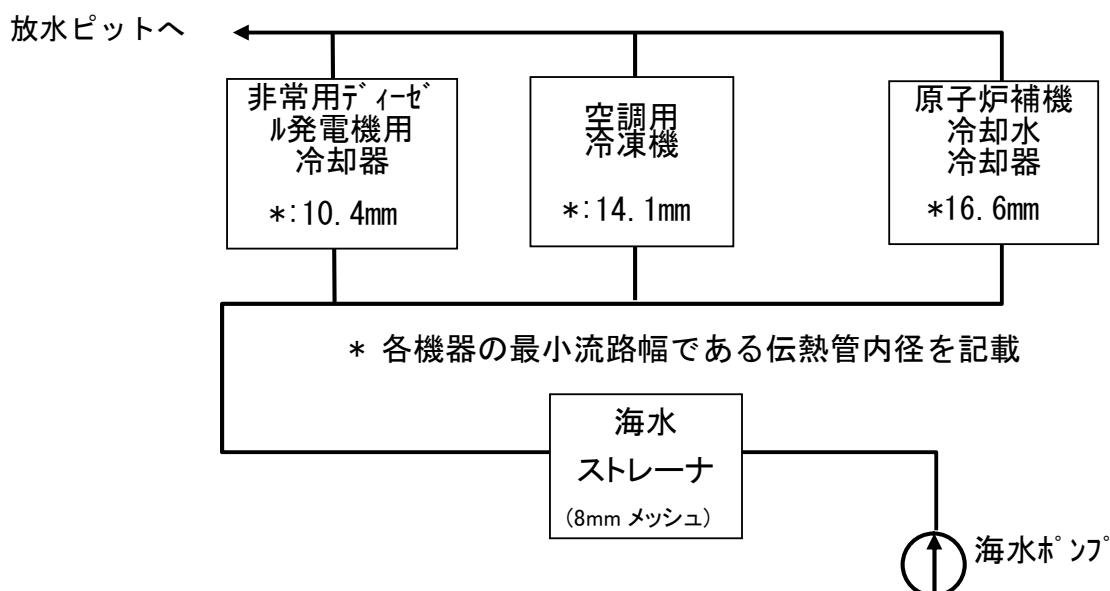 放水ピットへ
非常用ディーゼ
ル発電機用
冷却器
*:10.4mm
空調用
冷凍機
*:14.1mm
原子炉補機
冷却水
冷却器
*16.6mm
* 各機器の最小流路幅である伝熱管内径を記載
海水
ストレーナ
(8mm メッシュ)
海水ポンプ